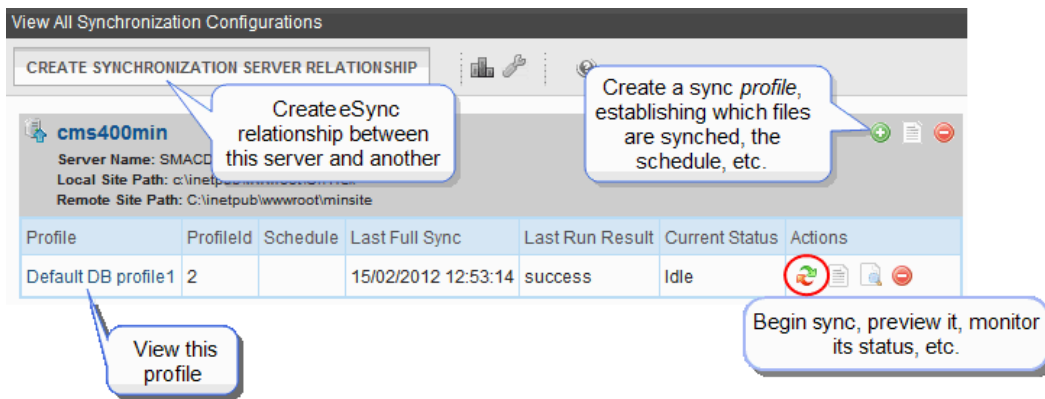 View All Synchronization Configurations
CREATE SYNCHRONIZATION SERVER RELATIONSHIP
Create eSync
relationship between
this server and another
Create a sync profile,
establishing which files
are synched, the
schedule, etc.
cms400min
Server Name:
Local Site Path:
Remote Site Path: C:\inetpub\wwwroot\minsite
Profile ProfileId Schedule Last Full Sync Last Run Result Current Status Actions
Default DB profile1 2 15/02/2012 12:53:14 success Idle
View this
profile
Begin sync, preview it, monitor
its status, etc.